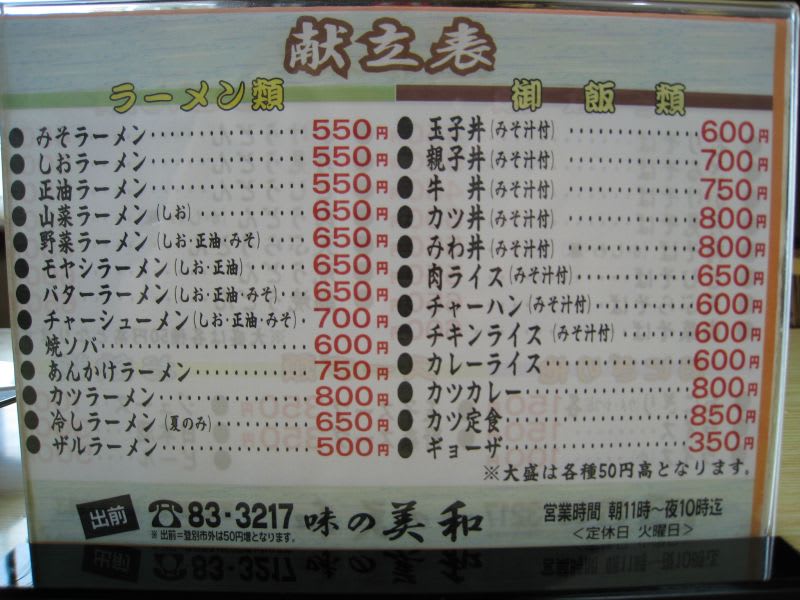 献立表
ラーメン類
みそラーメン 550円
しおラーメン 550円
正油ラーメン 550円
山菜ラーメン(しお) 650円
野菜ラーメン(しお・正油・みそ) 650円
モヤシラーメン(しお・正油) 650円
バターラーメン(しお・正油・みそ) 650円
チャーシューメン(しお・正油・みそ) 700円
焼ソバ 600円
あんかけラーメン 750円
カツラーメン 800円
冷しラーメン(夏のみ) 650円
ザルラーメン 500円
御飯類
玉子丼(みそ汁付) 600円
親子丼(みそ汁付) 700円
牛丼(みそ汁付) 750円
カツ丼(みそ汁付) 800円
みわ丼(みそ汁付) 800円
肉ライス(みそ汁付) 650円
チャーハン(みそ汁付) 600円
チキンライス(みそ汁付) 600円
カレーライス 600円
カツカレー 800円
カツ定食 850円
ギョーザ 350円
※大盛は各種50円高となります。
出前 ☎83-3217 味の美和
※ 出前=登別市外は50円増となります。
営業時間 朝11時〜夜10時迄
<定休日 火曜日>